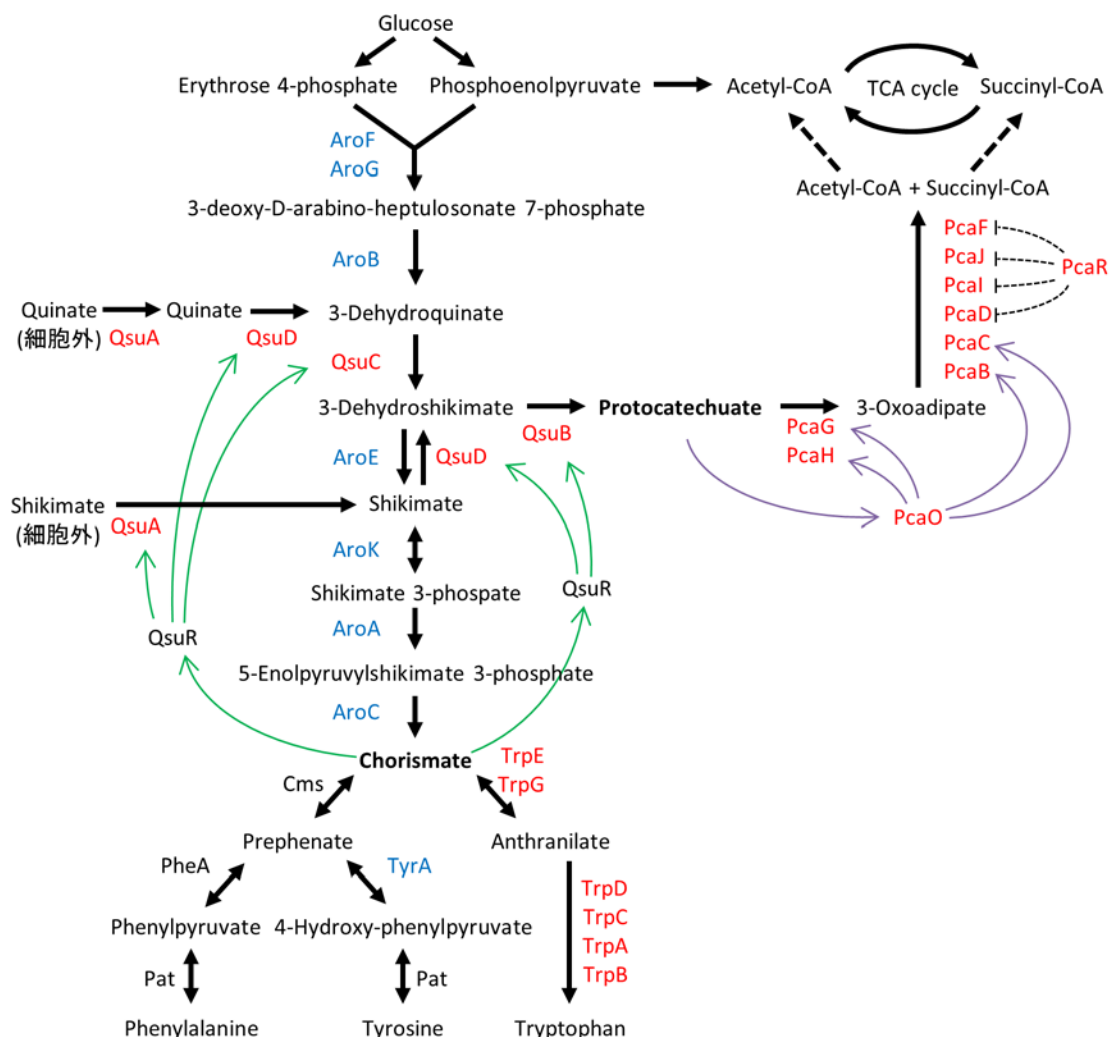 Glucose
Erythrose 4-phosphate
Phosphoenolpyruvate
Acetyl-CoA
TCA cycle
Succinyl-CoA
AroF
AroG
Acetyl-CoA + Succinyl-CoA
3-deoxy-D-arabino-heptulosonate 7-phosphate
PcaF
PcaJ
PcaI
PcaD
PcaC
PcaB
PcaR
AroB
Quinate
(細胞外)
QsuA
Quinate
QsuD
3-Dehydroquinate
QsuC
3-Dehydroshikimate
QsuB
Protocatechuate
PcaG
PcaH
3-Oxoadipate
AroE
QsuD
PcaO
Shikimate
(細胞外)
QsuA
Shikimate
AroK
QsuR
Shikimate 3-phospate
QsuR
AroA
5-Enolpyruvylshikimate 3-phosphate
AroC
Chorismate
TrpE
TrpG
Cms
Prephenate
Anthranilate
PheA
TyrA
TrpD
TrpC
TrpA
TrpB
Phenylpyruvate
4-Hydroxy-phenylpyruvate
Pat
Pat
Phenylalanine
Tyrosine
Tryptophan